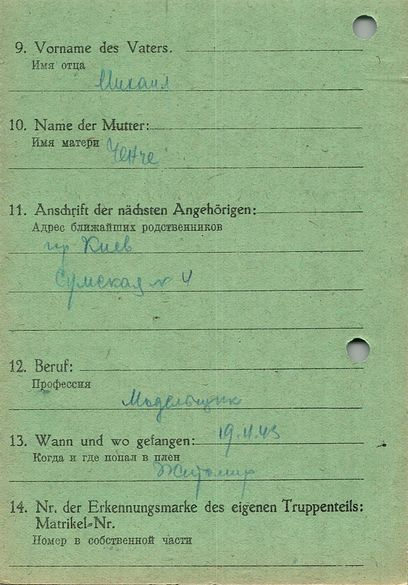 9. Vorname des Vaters.
Имя отца
Михаил
10. Name der Mutter:
Имя матери
11. Anschrift der nächsten Angehörigen:
Адрес ближайших родственников
гор Киев
Сумская № 4
12. Beruf:
Профессия
Модельщик
13. Wann und wo gefangen: 19.4.43
Когда и где попал в плен
Житомир
14. Nr. der Erkennungsmarke des eigenen Truppenteils:
Matrikel-Nr.
Номер в собственной части